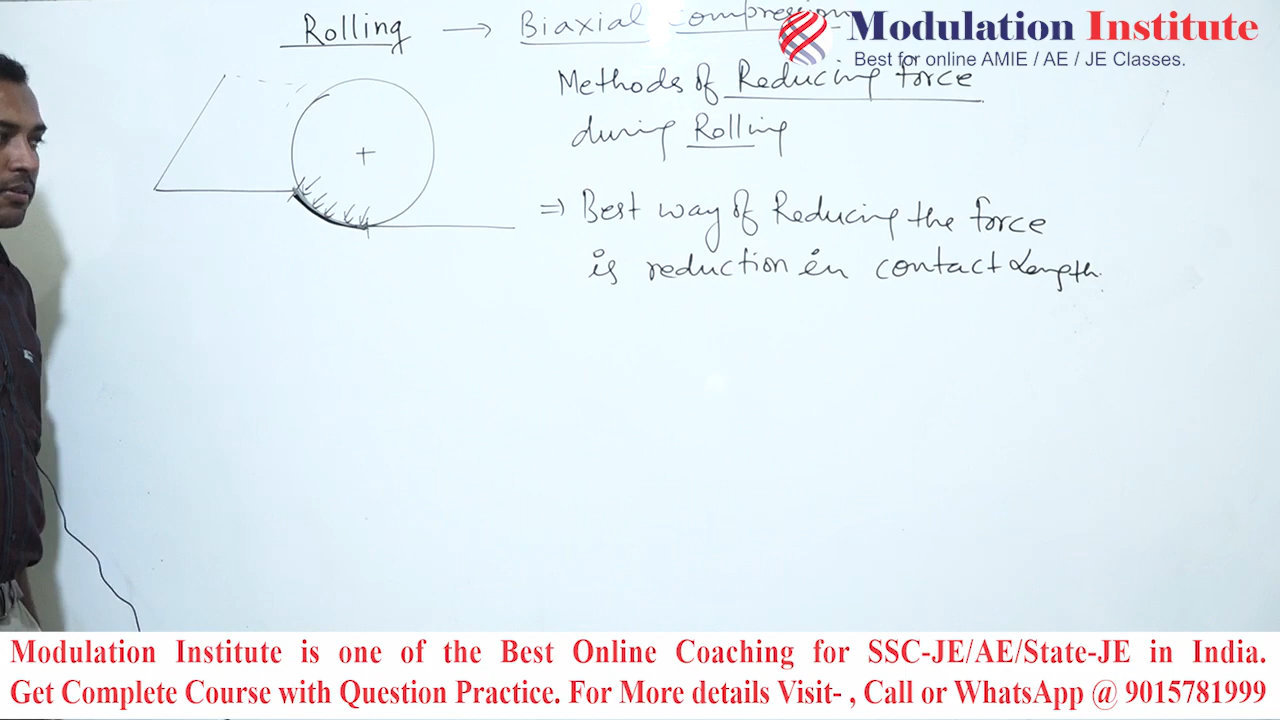 Rolling → Biaxial Compression
Modulation Institute
Best for online AMIE / AE / JE Classes.
Methods of Reducing force
during Rolling
⇒ Best way of Reducing the force
is reduction in contact Length.
Modulation Institute is one of the Best Online Coaching for SSC-JE/AE/State-JE in India.
Get Complete Course with Question Practice. For More details Visit- , Call or WhatsApp @ 9015781999